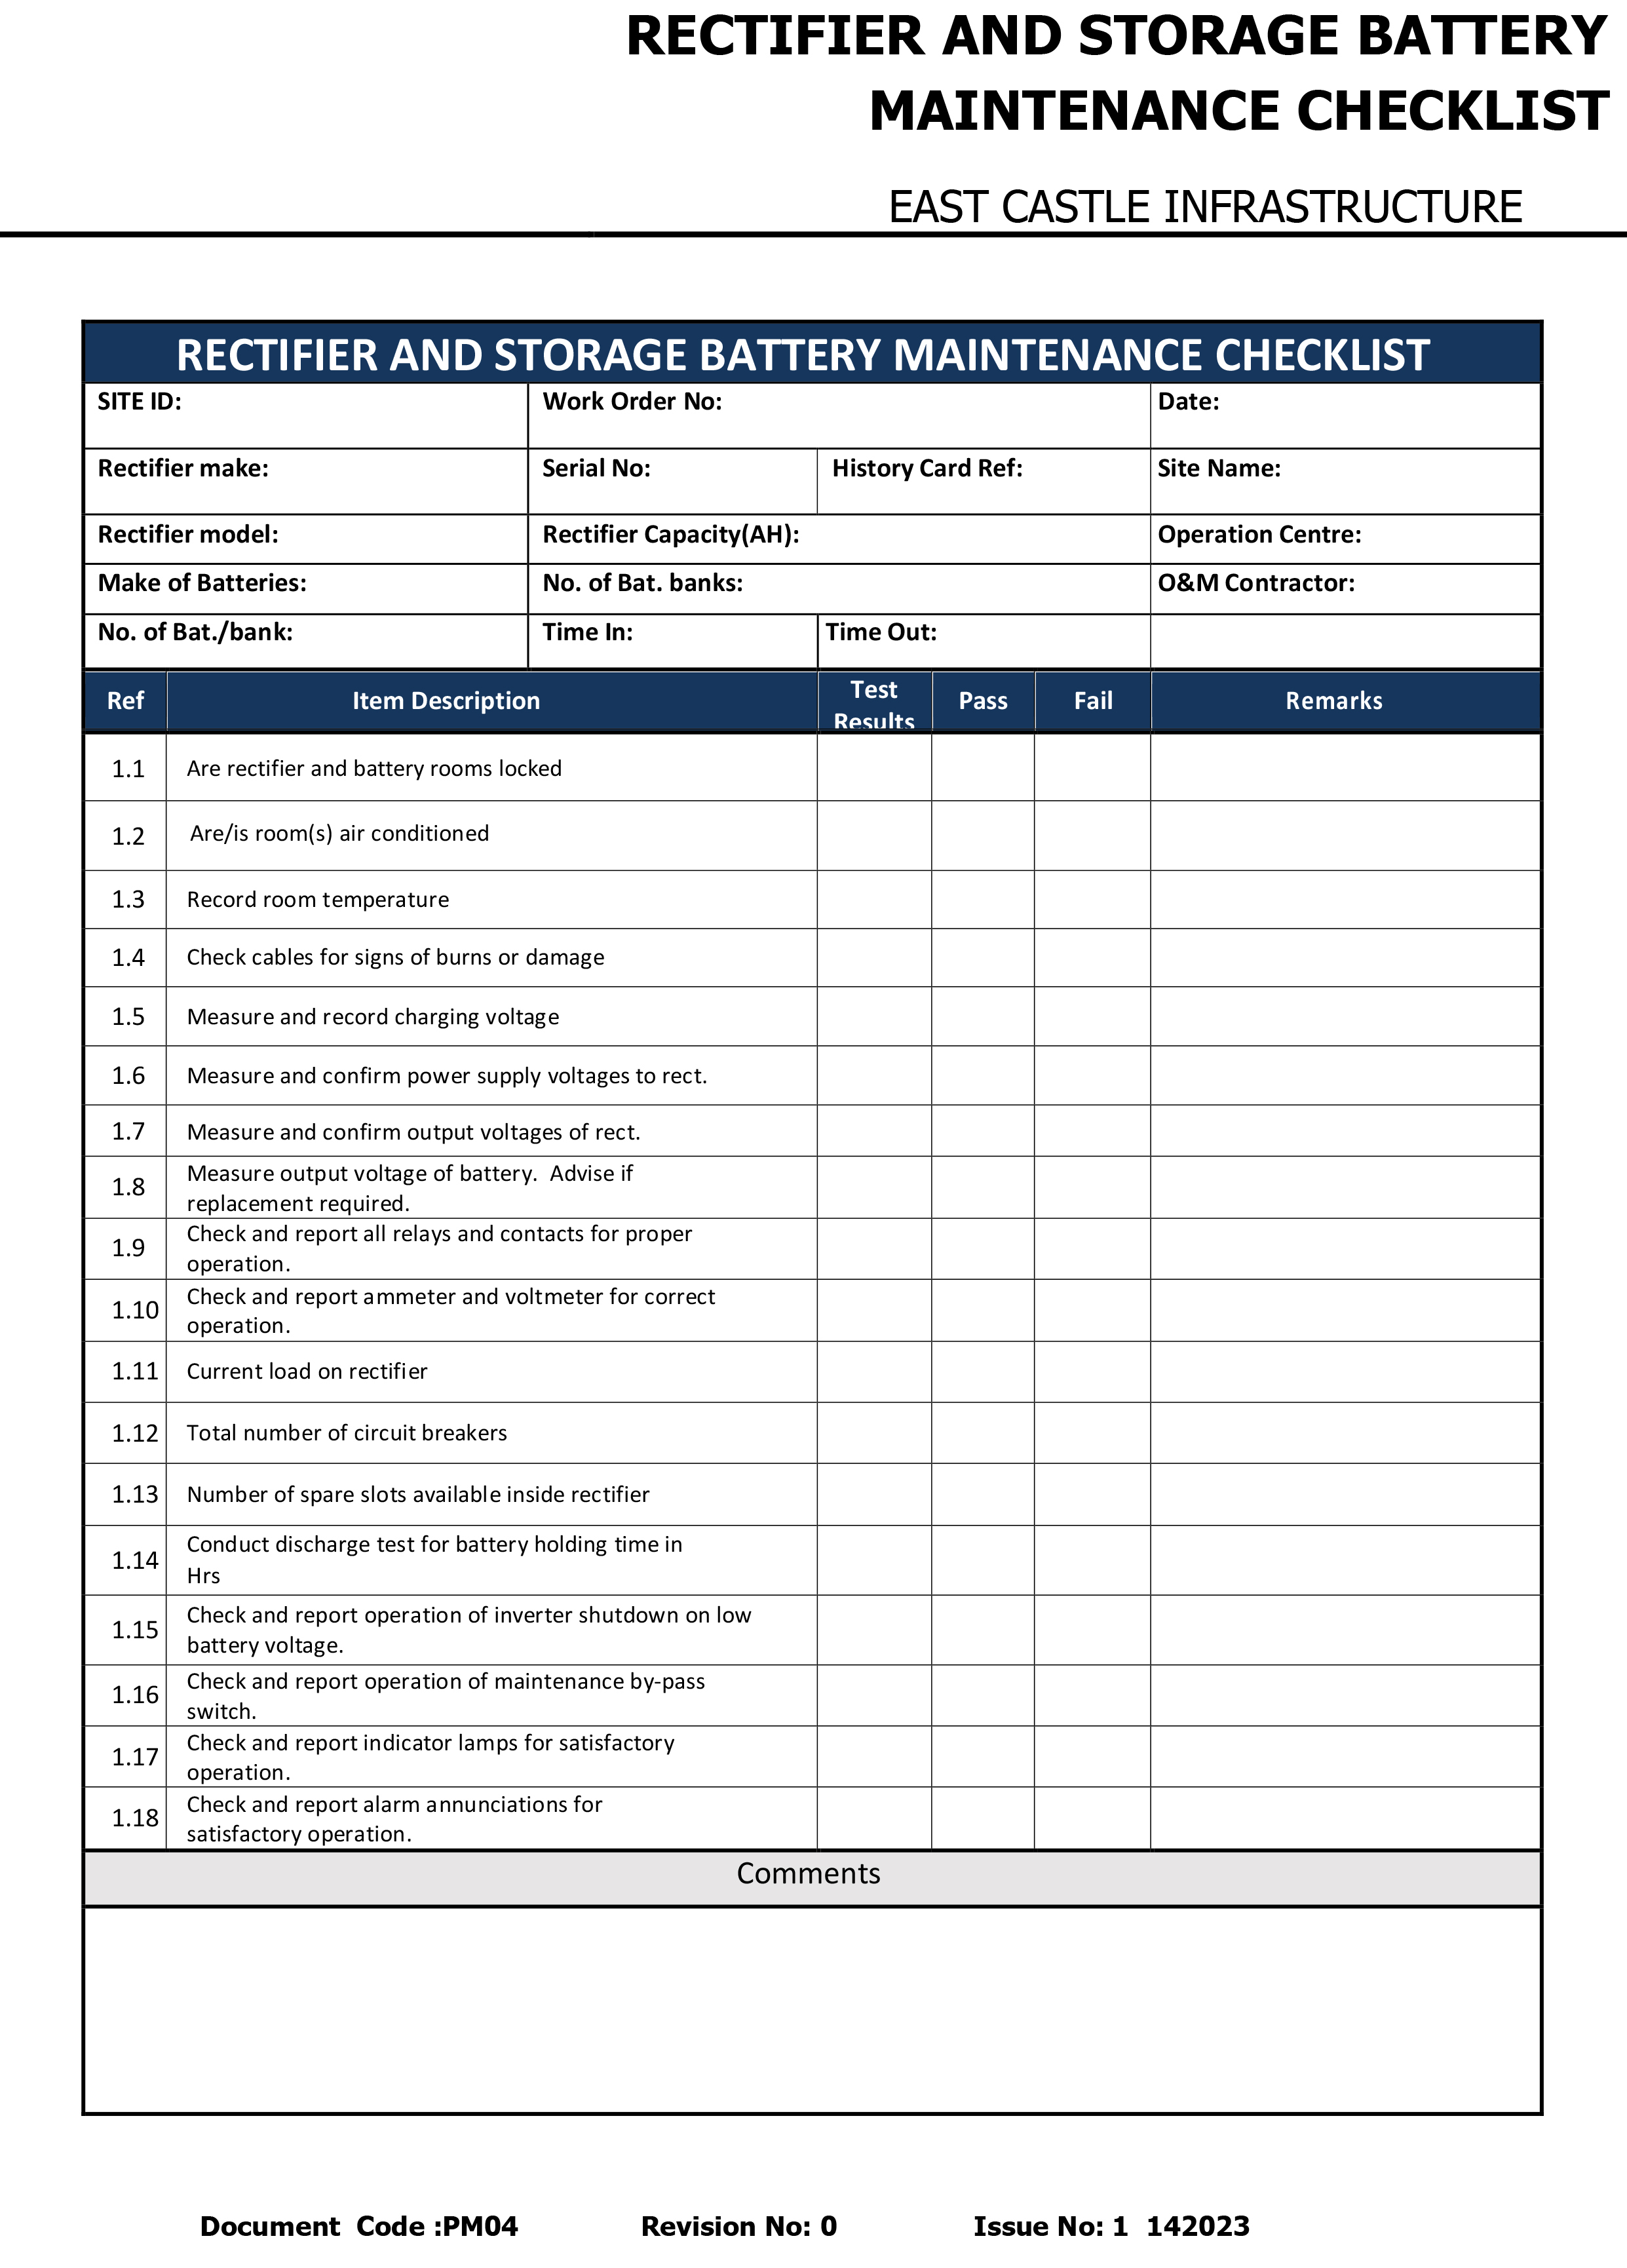 RECTIFIER AND STORAGE BATTERY
MAINTENANCE CHECKLIST
EAST CASTLE INFRASTRUCTURE
RECTIFIER AND STORAGE BATTERY MAINTENANCE CHECKLIST
SITE ID: Work Order No: Date:
Rectifier make: Serial No: History Card Ref: Site Name:
Rectifier model: Rectifier Capacity(AH): Operation Centre:
Make of Batteries: No. of Bat. banks: O&M Contractor:
No. of Bat./bank: Time In: Time Out:
Ref Item Description Test Results Pass Fail Remarks
1.1 Are rectifier and battery rooms locked
1.2 Are/is room(s) air conditioned
1.3 Record room temperature
1.4 Check cables for signs of burns or damage
1.5 Measure and record charging voltage
1.6 Measure and confirm power supply voltages to rect.
1.7 Measure and confirm output voltages of rect.
1.8 Measure output voltage of battery. Advise if
replacement required.
1.9 Check and report all relays and contacts for proper
operation.
1.10 Check and report ammeter and voltmeter for correct
operation.
1.11 Current load on rectifier
1.12 Total number of circuit breakers
1.13 Number of spare slots available inside rectifier
1.14 Conduct discharge test for battery holding time in
Hrs
1.15 Check and report operation of inverter shutdown on low
battery voltage.
1.16 Check and report operation of maintenance by-pass
switch.
1.17 Check and report indicator lamps for satisfactory
operation.
1.18 Check and report alarm annunciations for
satisfactory operation.
Comments
Document Code :PM04 Revision No: 0 Issue No: 1 142023